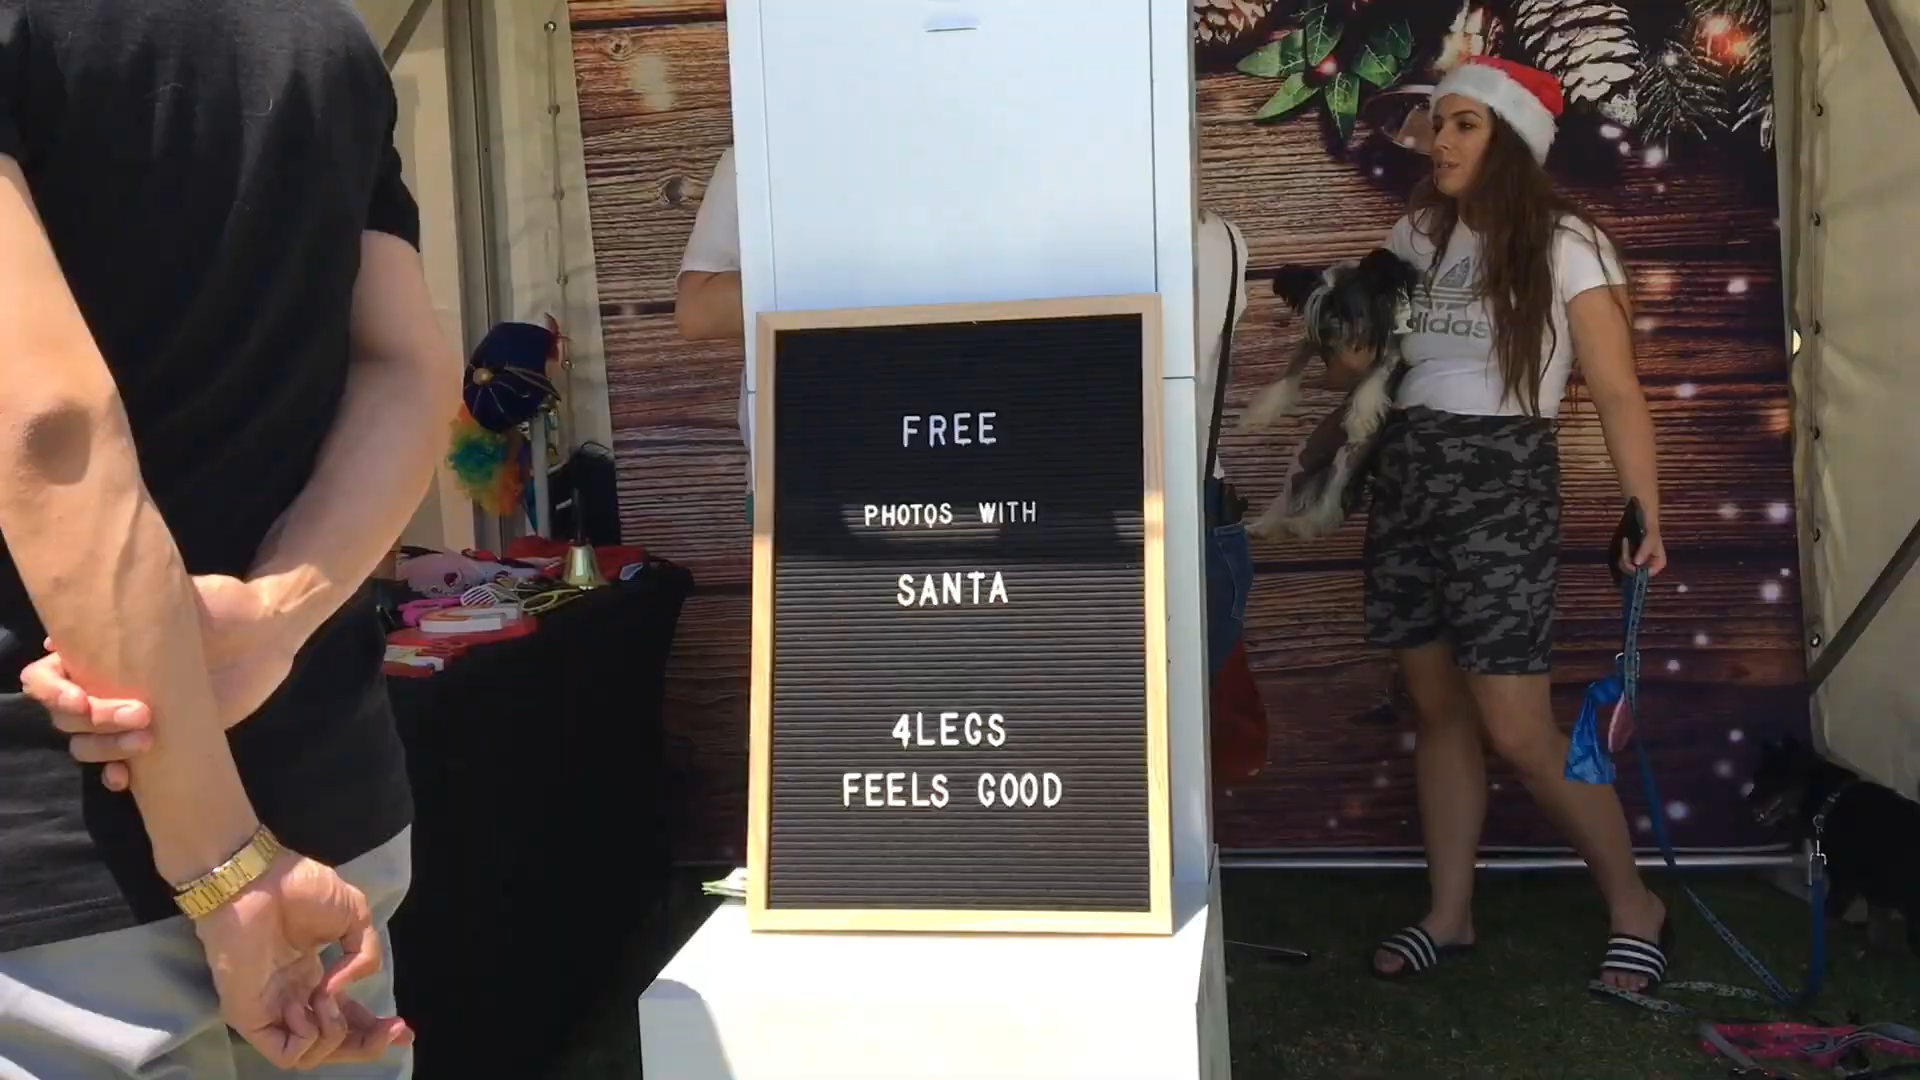 FREE
PHOTOS WITH
SANTA
4LEGS
FEELS GOOD
adidas